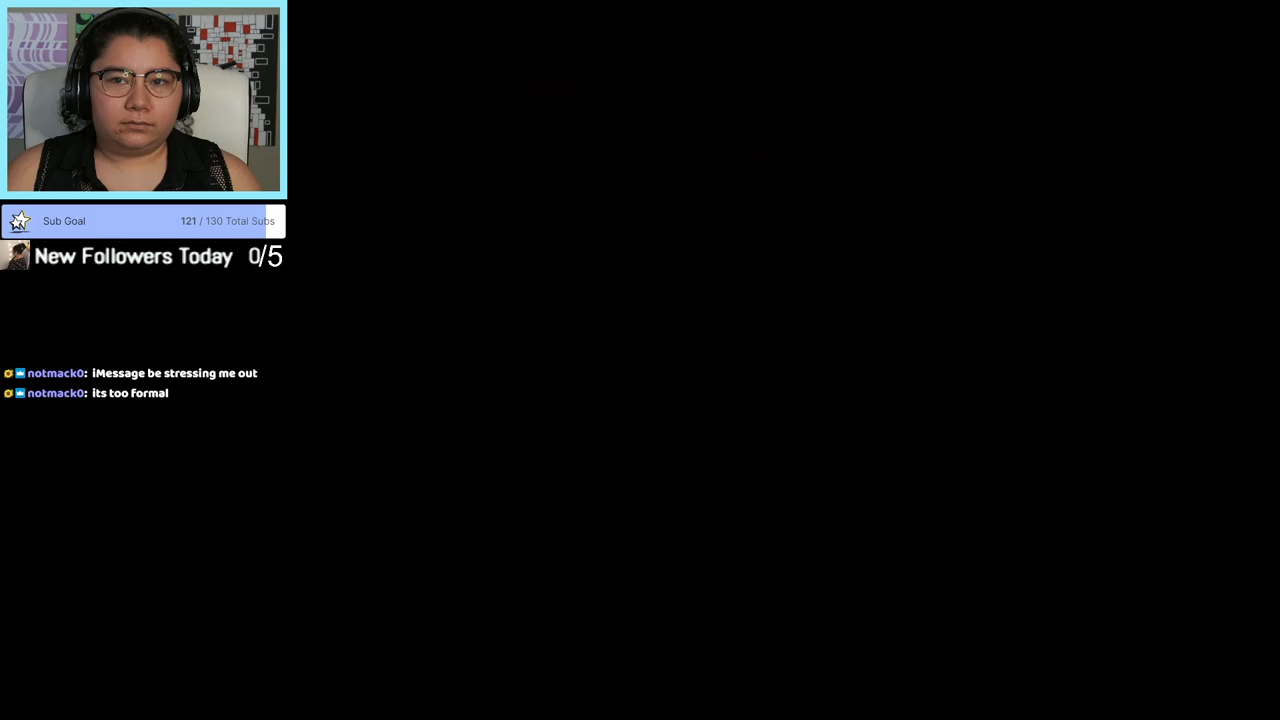 Sub Goal 121 / 130 Total Subs
New Followers Today 0/5
notmack0: iMessage be stressing me out
notmack0: its too formal